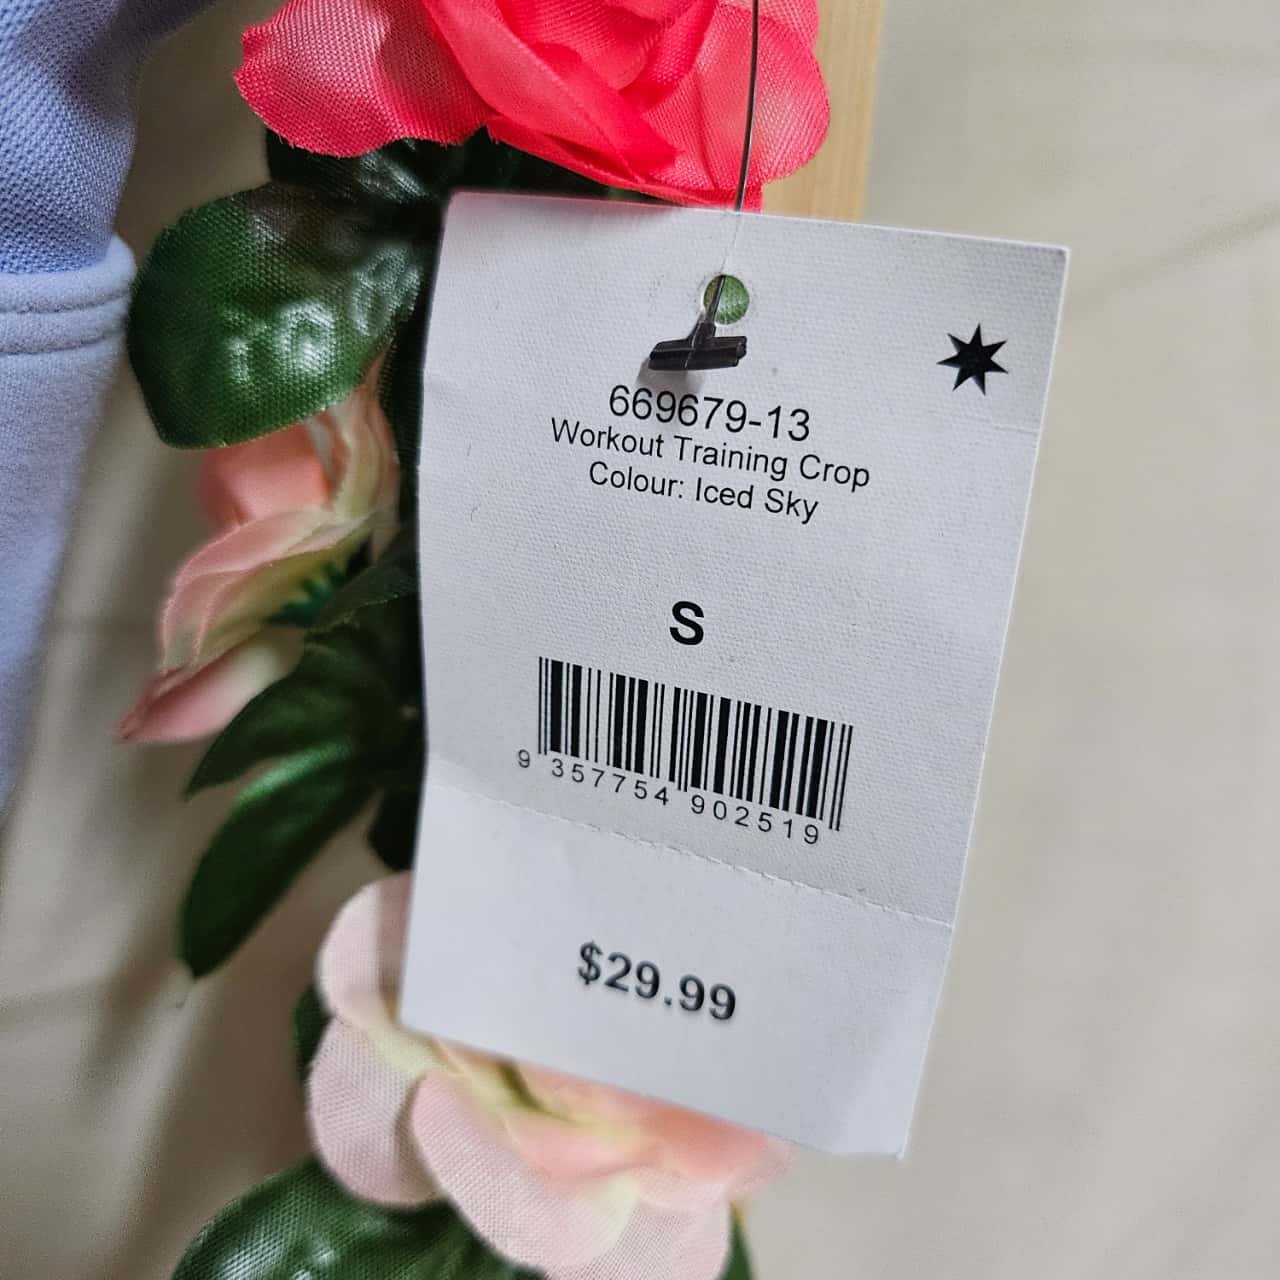 669679-13
Workout Training Crop
Colour: Iced Sky
S
9 357754 902519
$29.99